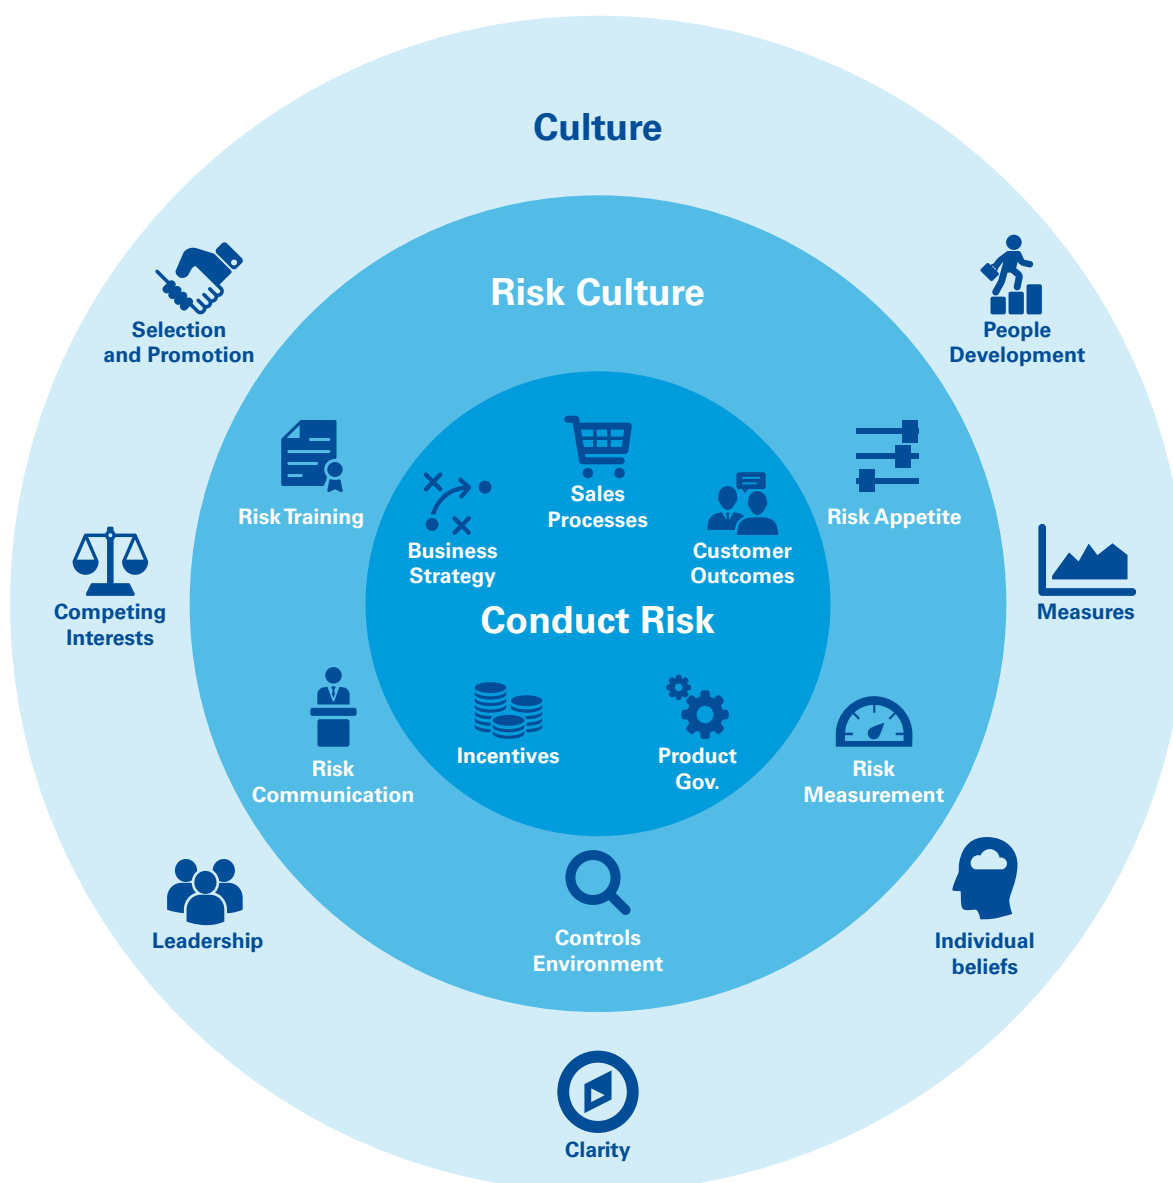 Culture
Selection
and Promotion
People
Development
Competing
Interests
Measures
Leadership
Individual
beliefs
Clarity
Risk Culture
Risk Training
Risk Appetite
Risk
Communication
Risk
Measurement
Controls
Environment
Sales
Processes
Business
Strategy
Customer
Outcomes
Conduct Risk
Incentives
Product
Gov.